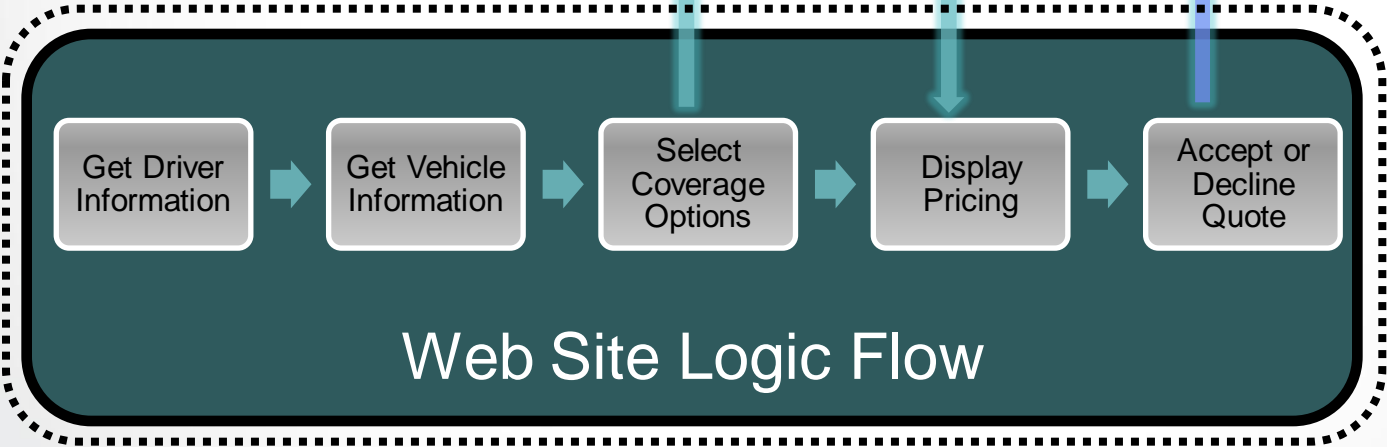 Get Driver
Information
Get Vehicle
Information
Select
Coverage
Options
Display
Pricing
Accept or
Decline
Quote
Web Site Logic Flow